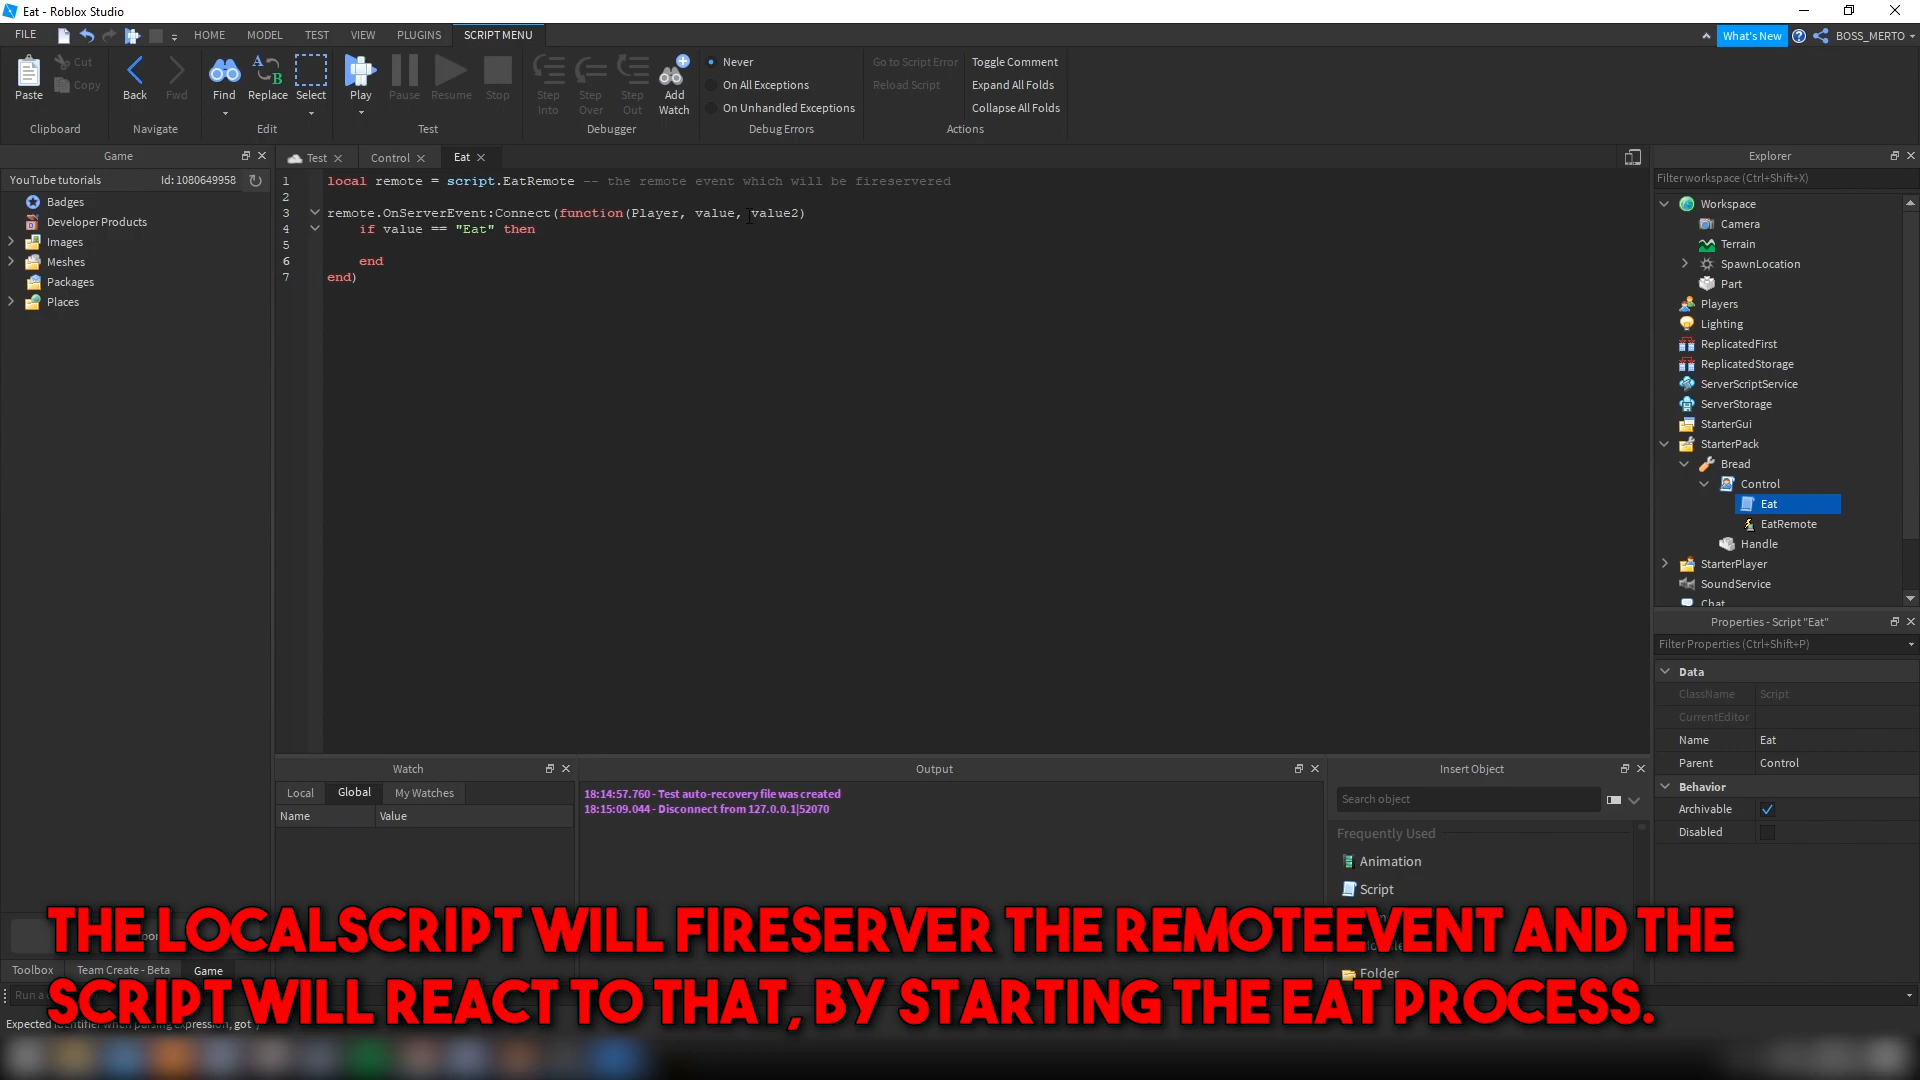 Eat - Roblox Studio
FILE HOME MODEL TEST VIEW PLUGINS SCRIPT MENU What's New BOSS_MERTO
Paste Cut Copy Back Fwd Find Replace Select Play Pause Resume Stop Step Into Step Over Step Out Add Watch
Never
On All Exceptions
On Unhandled Exceptions
Go to Script Error
Reload Script
Toggle Comment
Expand All Folds
Collapse All Folds
Clipboard Navigate Edit Test Debugger Debug Errors Actions
Game
YouTube tutorials Id: 1080649958
Badges
Developer Products
Images
Meshes
Packages
Places
Test Control Eat
1 local remote = script.EatRemote -- the remote event which will be fireservered
2
3 remote.OnServerEvent:Connect(function(Player, value, value2)
4 if value == "Eat" then
5
6 end
7 end)
Explorer
Filter workspace (Ctrl+Shift+X)
Workspace
Camera
Terrain
SpawnLocation
Part
Players
Lighting
ReplicatedFirst
ReplicatedStorage
ServerScriptService
ServerStorage
StarterGui
StarterPack
Bread
Control
Eat
EatRemote
Handle
StarterPlayer
SoundService
Chat
Properties - Script "Eat"
Filter Properties (Ctrl+Shift+P)
Data
ClassName Script
CurrentEditor
Name Eat
Parent Control
Behavior
Archivable
Disabled
Watch
Local Global My Watches
Name Value
Output
18:14:57.760 - Test auto-recovery file was created
18:15:09.044 - Disconnect from 127.0.0.1|52070
Insert Object
Search object
Frequently Used
Animation
Script
Folder
Toolbox Team Create - Beta Game
Run a
Expected identifier when parsing expression, got
THE LOCALSCRIPT WILL FIRESERVER THE REMOTEEVENT AND THE
SCRIPT WILL REACT TO THAT, BY STARTING THE EAT PROCESS.